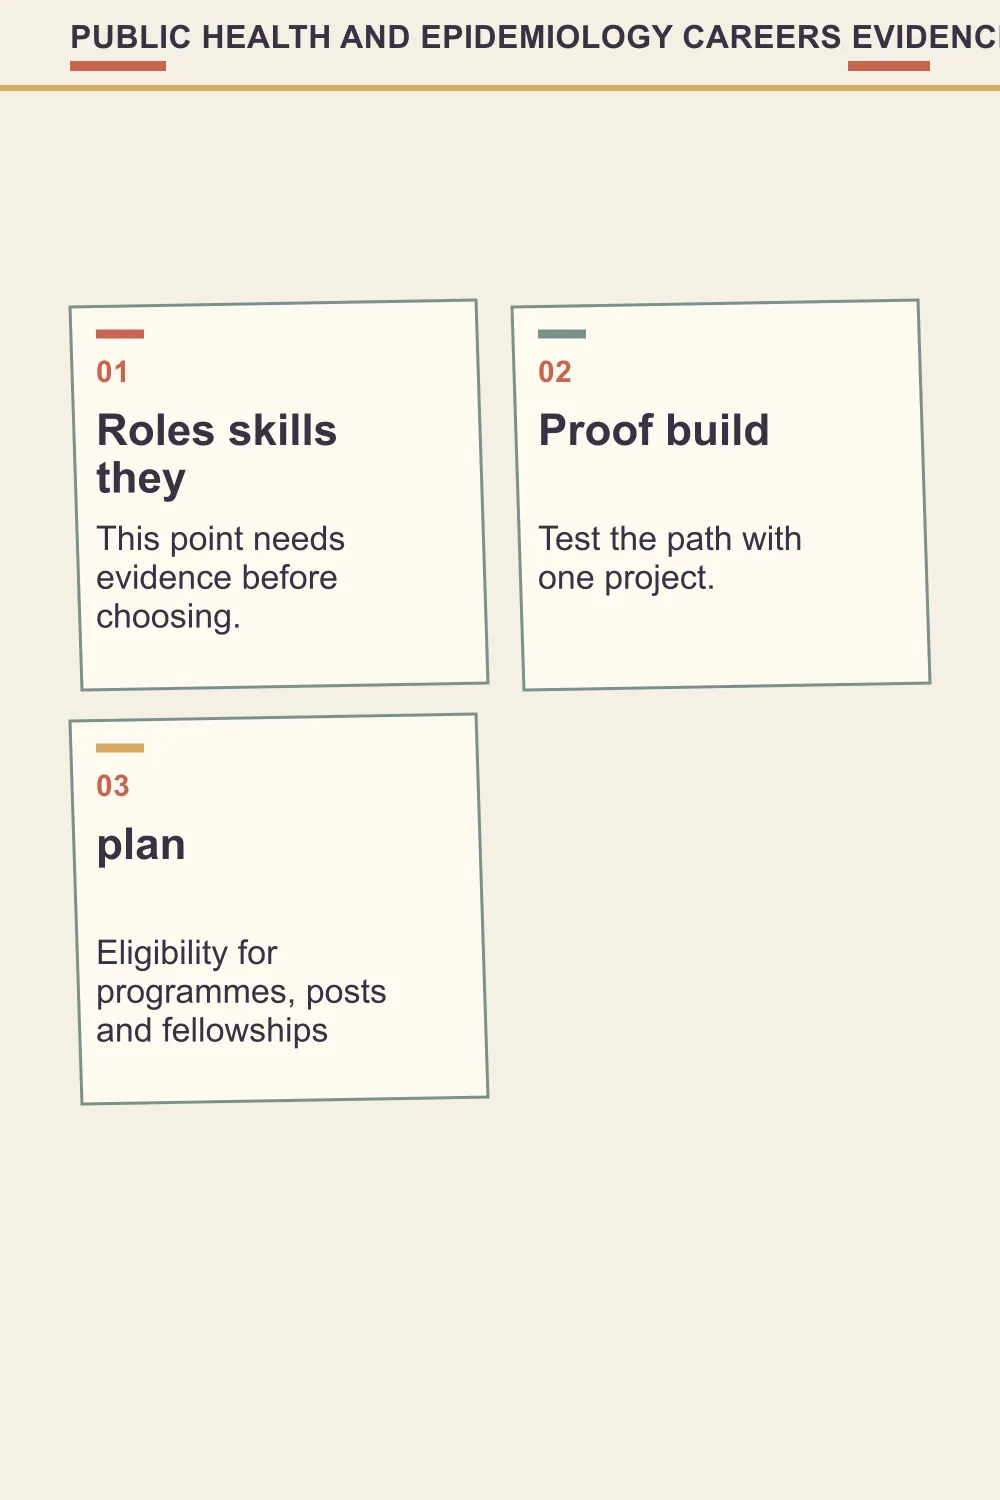 PUBLIC HEALTH AND EPIDEMIOLOGY CAREERS EVIDENC
01
Roles skills
they
This point needs
evidence before
choosing.
02
Proof build
Test the path with
one project.
03
plan
Eligibility for
programmes, posts
and fellowships